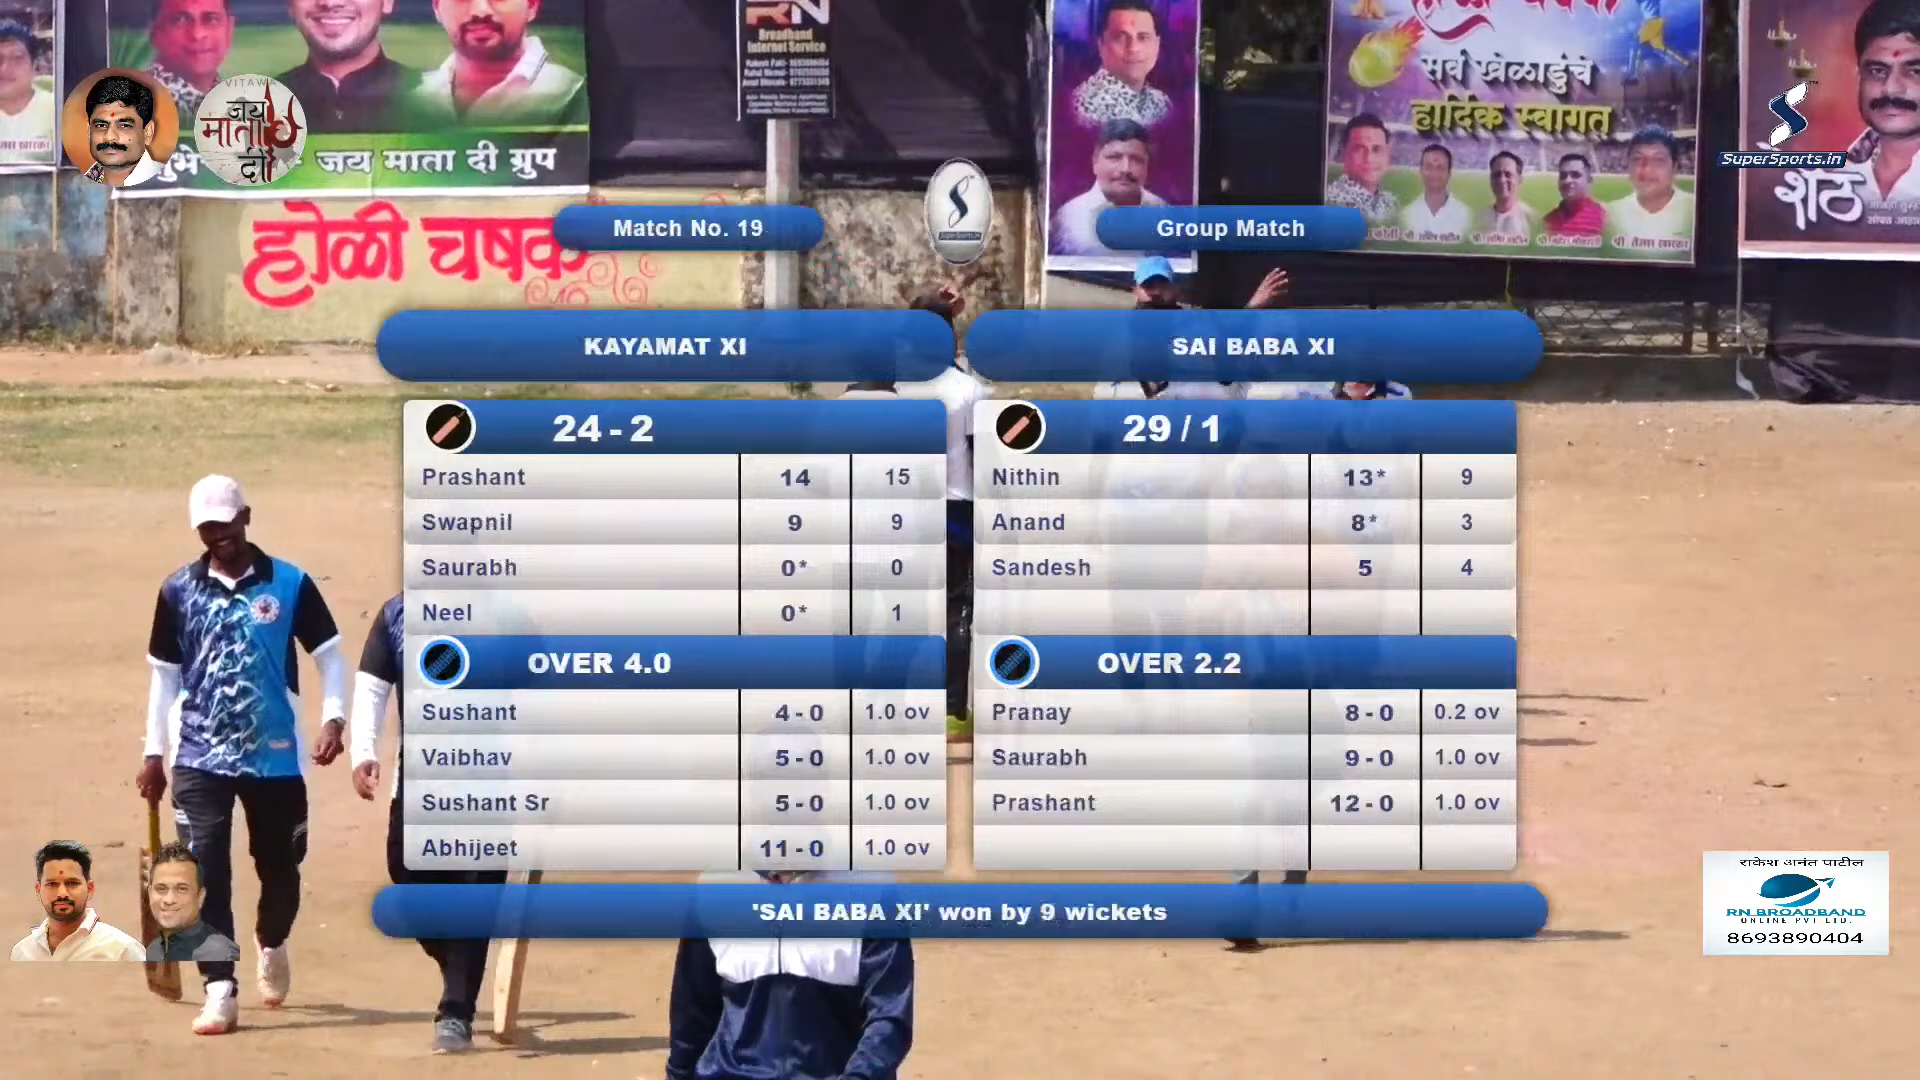 RN
Broadband
Internet Service
सर्व खेळाडुंचे
हार्दिक स्वागत
VITAWA
जय
माता
दी
जय माता दी ग्रुप
SuperSports.in
शेठ
होळी चषक
Match No. 19
Group Match
KAYAMAT XI
SAI BABA XI
24 - 2
29 / 1
Prashant 14 15
Nithin 13* 9
Swapnil 9 9
Anand 8* 3
Saurabh 0* 0
Sandesh 5 4
Neel 0* 1
OVER 4.0
OVER 2.2
Sushant 4 - 0 1.0 ov
Pranay 8 - 0 0.2 ov
Vaibhav 5 - 0 1.0 ov
Saurabh 9 - 0 1.0 ov
Sushant Sr 5 - 0 1.0 ov
Prashant 12 - 0 1.0 ov
Abhijeet 11 - 0 1.0 ov
'SAI BABA XI' won by 9 wickets
राकेश अनंत पाटील
RN BROADBAND
ONLINE PVT LTD.
8693890404